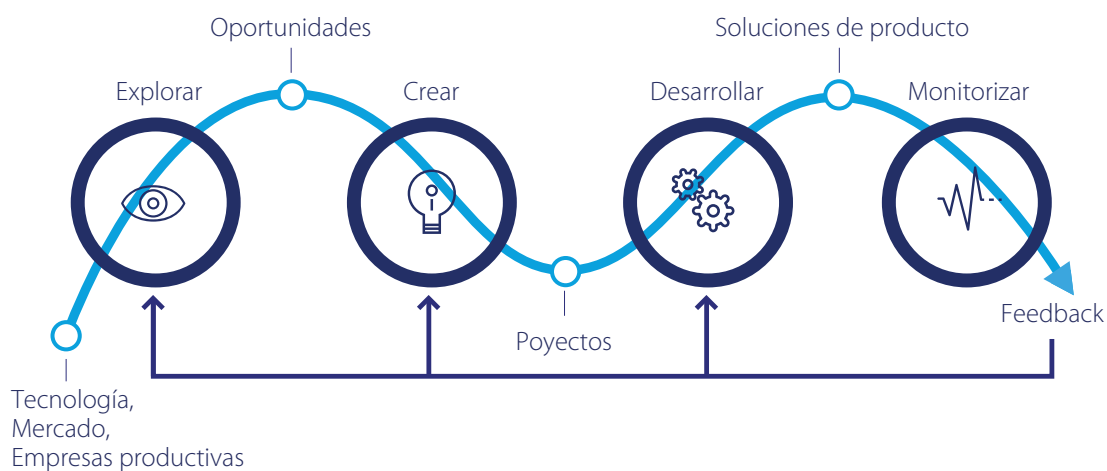 Oportunidades
Soluciones de producto
Explorar
Crear
Desarrollar
Monitorizar
Feedback
Poyectos
Tecnología,
Mercado,
Empresas productivas